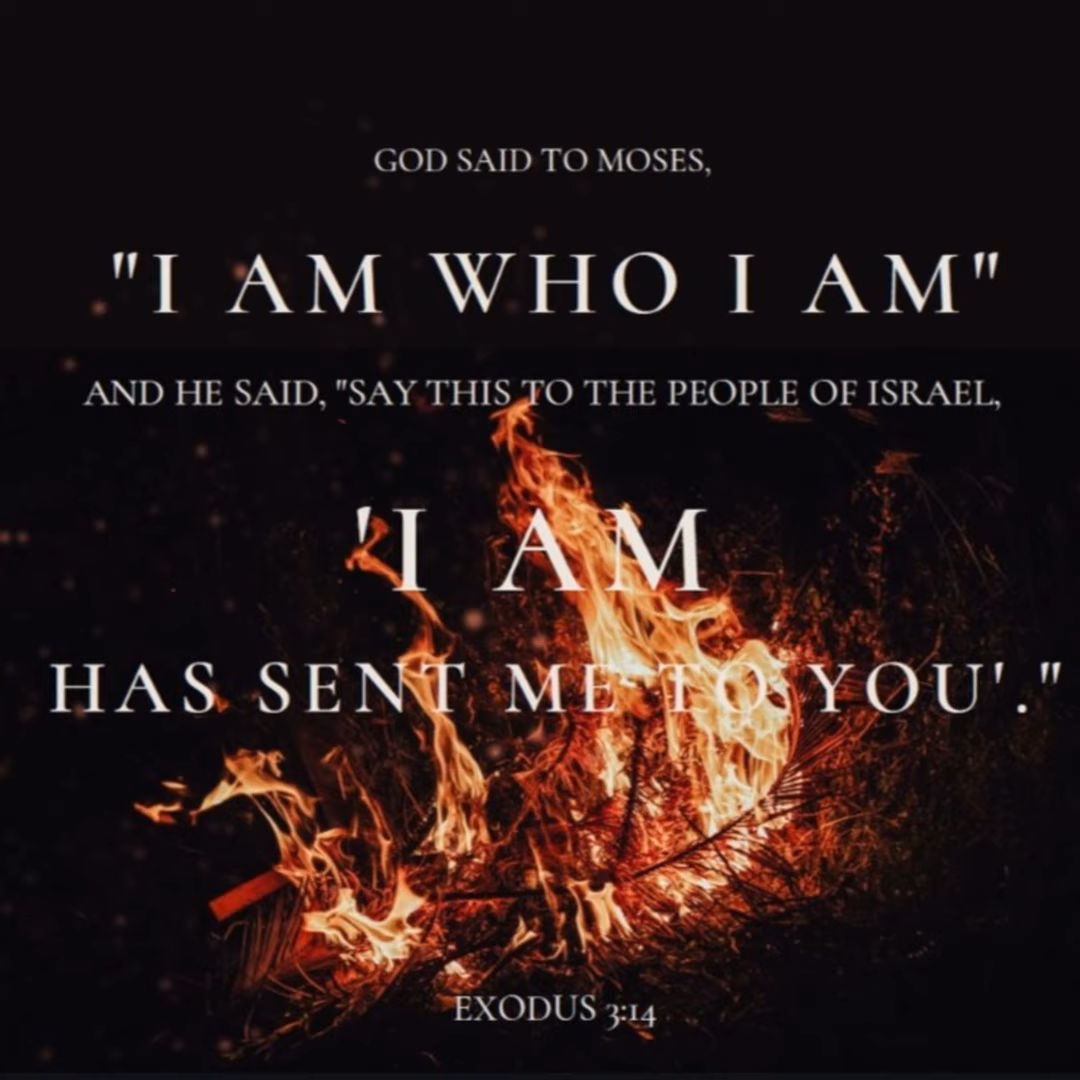 GOD SAID TO MOSES,
"I AM WHO I AM"
AND HE SAID, "SAY THIS TO THE PEOPLE OF ISRAEL,
'I AM
HAS SENT ME TO YOU'."
EXODUS 3:14